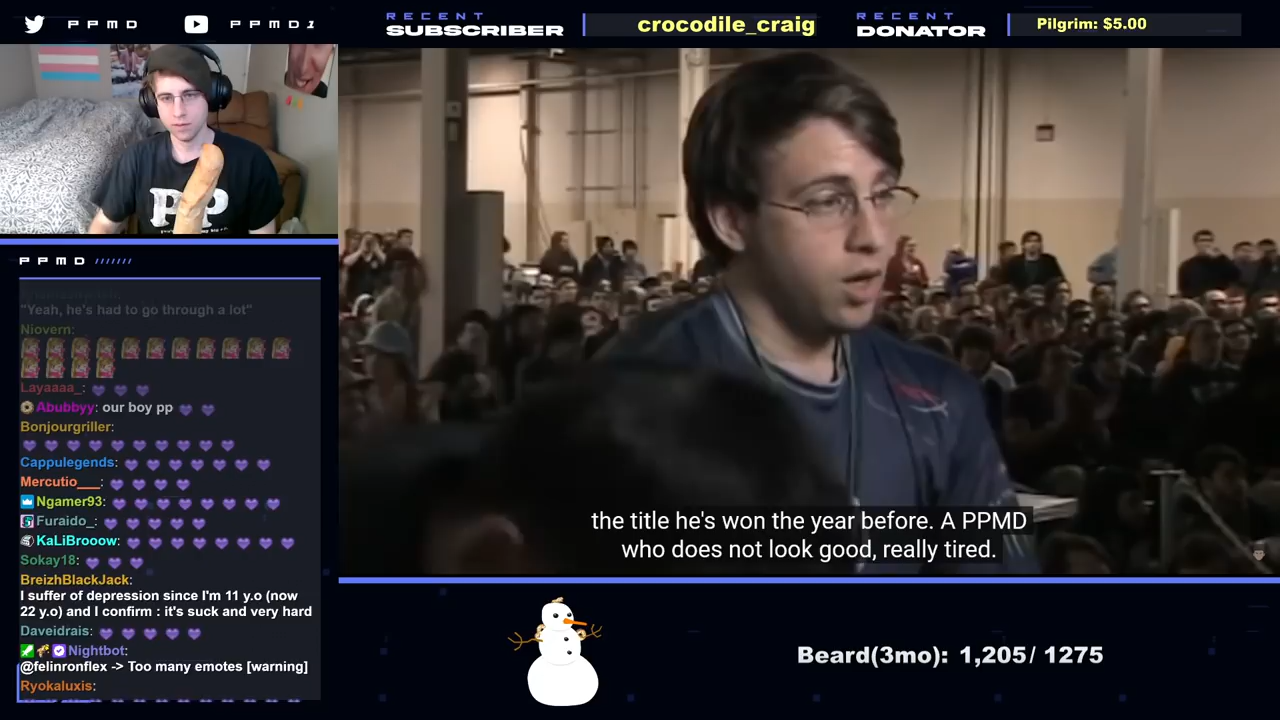 PPMD
PPMD1
RECENT
SUBSCRIBER
crocodile_craig
RECENT
DONATOR
Pilgrim: $5.00
PP
PPMD ///////
"Yeah, he's had to go through a lot"
Niovern:
Layaaaa_:
Abubbyy: our boy pp
Bonjourgriller:
Cappulegends:
Mercutio___:
Ngamer93:
Furaido_:
KaLiBrooow:
Sokay18:
BreizhBlackJack:
I suffer of depression since I'm 11 y.o (now
22 y.o) and I confirm : it's suck and very hard
Daveidrais:
Nightbot:
@felinronflex -> Too many emotes [warning]
Ryokaluxis:
the title he's won the year before. A PPMD
who does not look good, really tired.
Beard(3mo): 1,205/ 1275